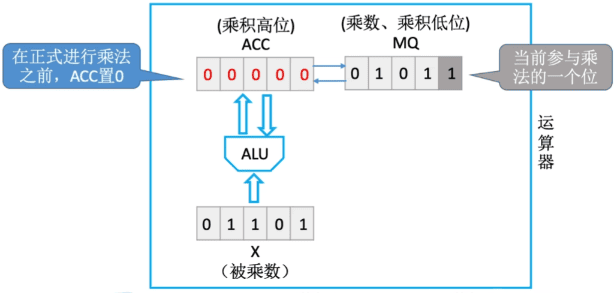 (乘积高位)
ACC
(乘数、乘积低位)
MQ
在正式进行乘法
之前，ACC置0
0 0 0 0 0
0 1 0 1 1
当前参与乘
法的一个位
运算器
ALU
0 1 1 0 1
X
（被乘数）